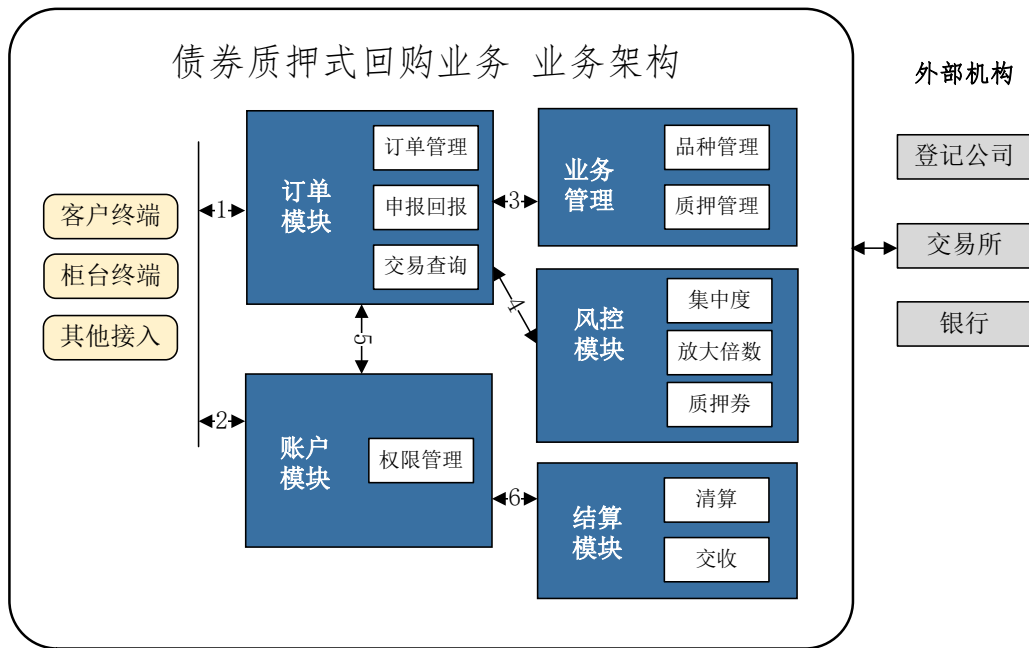 债券质押式回购业务 业务架构
外部机构
客户终端
柜台终端
其他接入
1
2
订单
模块
订单管理
申报回报
交易查询
3
业务
管理
品种管理
质押管理
4
风控
模块
集中度
放大倍数
质押券
5
账户
模块
权限管理
6
结算
模块
清算
交收
登记公司
交易所
银行